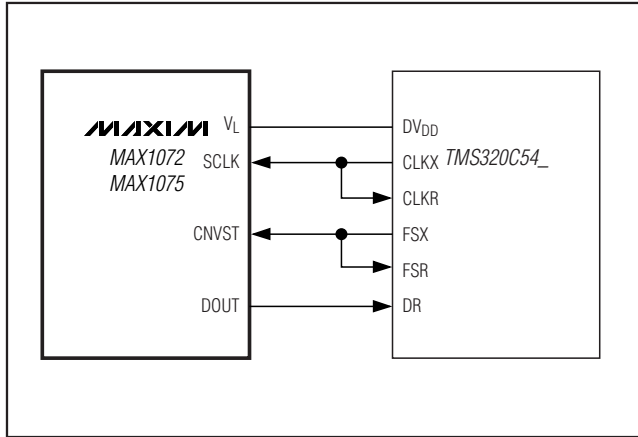 MAXIM
MAX1072
MAX1075
VL
SCLK
CNVST
DOUT
DVDD
CLKX
CLKR
FSX
FSR
DR
TMS320C54_